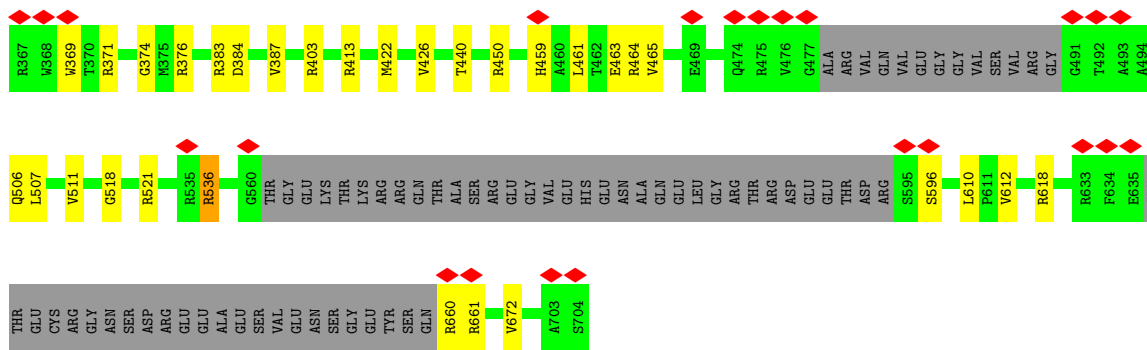 R367 W368 W369 T370 R371 G374 M375 R376 R383 D384 V387 R403 R413 M422 V426 T440 R450 H459 A460 L461 T462 E463 R464 V465 E469 Q474 R475 V476 G477 ALA ARG VAL GLN VAL GLU GLY GLY VAL SER VAL ARG GLY G491 T492 A493 A494
Q506 L507 V511 G518 R521 R535 R536 G560 THR GLY GLU LYS THR LYS ARG ARG GLN THR ALA SER ARG GLU GLY VAL GLU HIS GLU ASN ALA GLN GLU LEU GLY ARG THR ARG ASP GLU GLU THR ASP ARG S595 S596 L610 P611 V612 R618 R633 F634 E635
THR GLU CYS ARG GLY ASN SER ASP ARG GLU GLU ALA GLU SER VAL GLU ASN SER GLY GLU TYR SER GLN R660 R661 V672 A703 S704